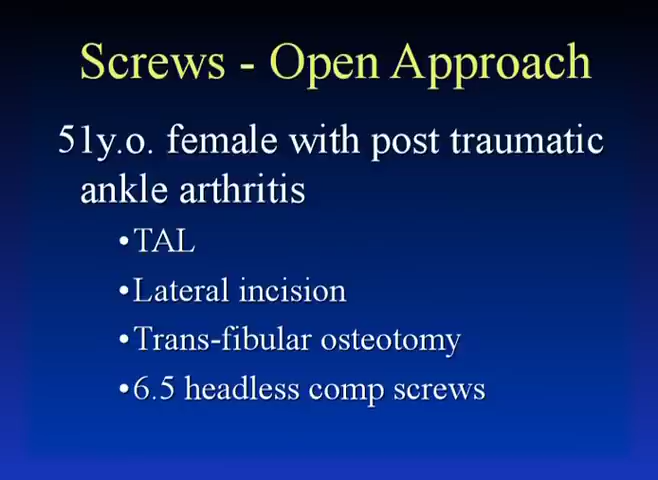 Screws - Open Approach
51y.o. female with post traumatic
ankle arthritis
•TAL
•Lateral incision
•Trans-fibular osteotomy
•6.5 headless comp screws